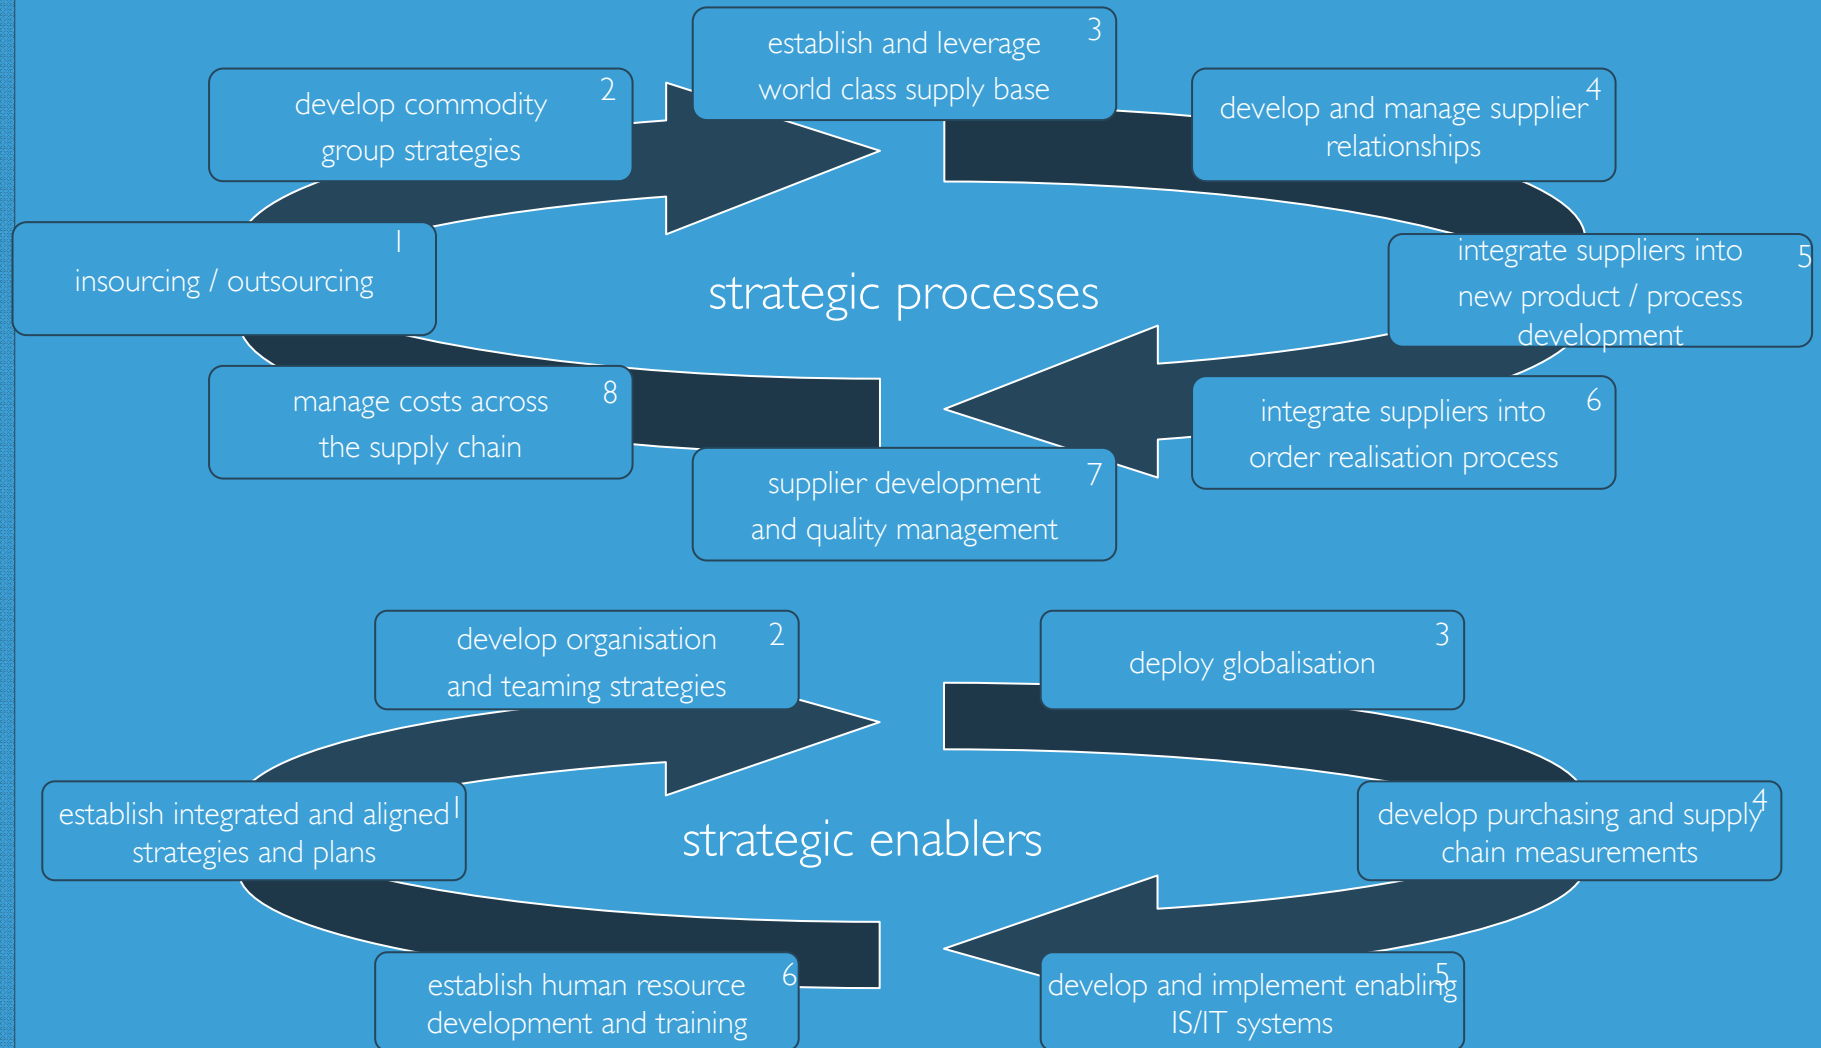 3
establish and leverage
world class supply base
2
develop commodity
group strategies
4
develop and manage supplier
relationships
1
insourcing / outsourcing
strategic processes
5
integrate suppliers into
new product / process
development
8
manage costs across
the supply chain
6
integrate suppliers into
order realisation process
7
supplier development
and quality management
2
develop organisation
and teaming strategies
3
deploy globalisation
1
establish integrated and aligned
strategies and plans
strategic enablers
4
develop purchasing and supply
chain measurements
6
establish human resource
development and training
5
develop and implement enabling
IS/IT systems